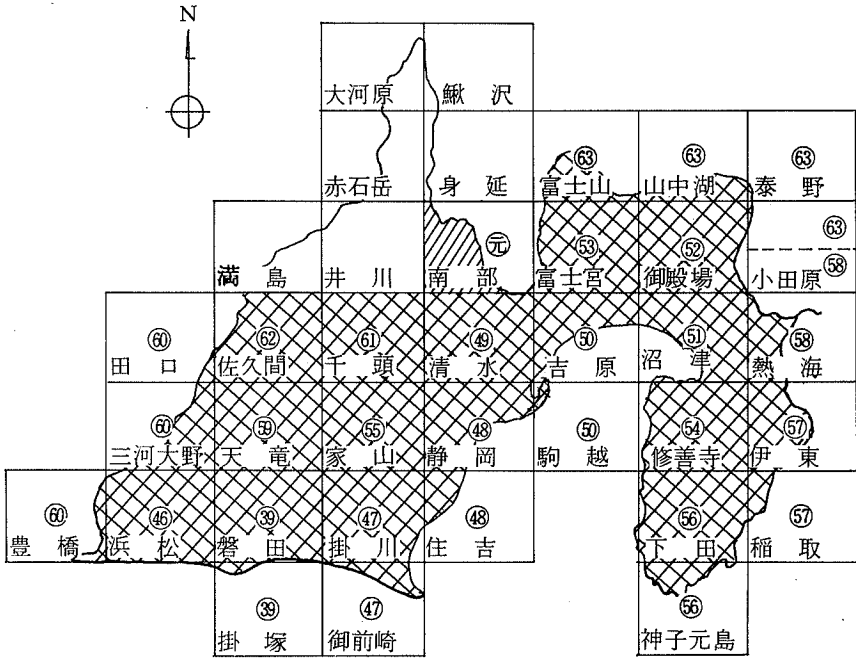 N
大河原 鰍沢
㊿+13 ㊿+13 ㊿+13
赤石岳 身延 富士山 山中湖 泰野
元 53 52 63
満島 井川 南部 富士宮 御殿場 58 小田原
60 62 61 49 50 51 58
田口 佐久間 千頭 清水 吉原 沼津 熱海
60 59 55 48 50 54 57
三河大野 天竜 家山 静岡 駒越 修善寺 伊東
60 46 39 47 48 56 57
豊橋 浜松 磐田 掛川 住吉 下田 稲取
39 47 56
掛塚 御前崎 神子元島